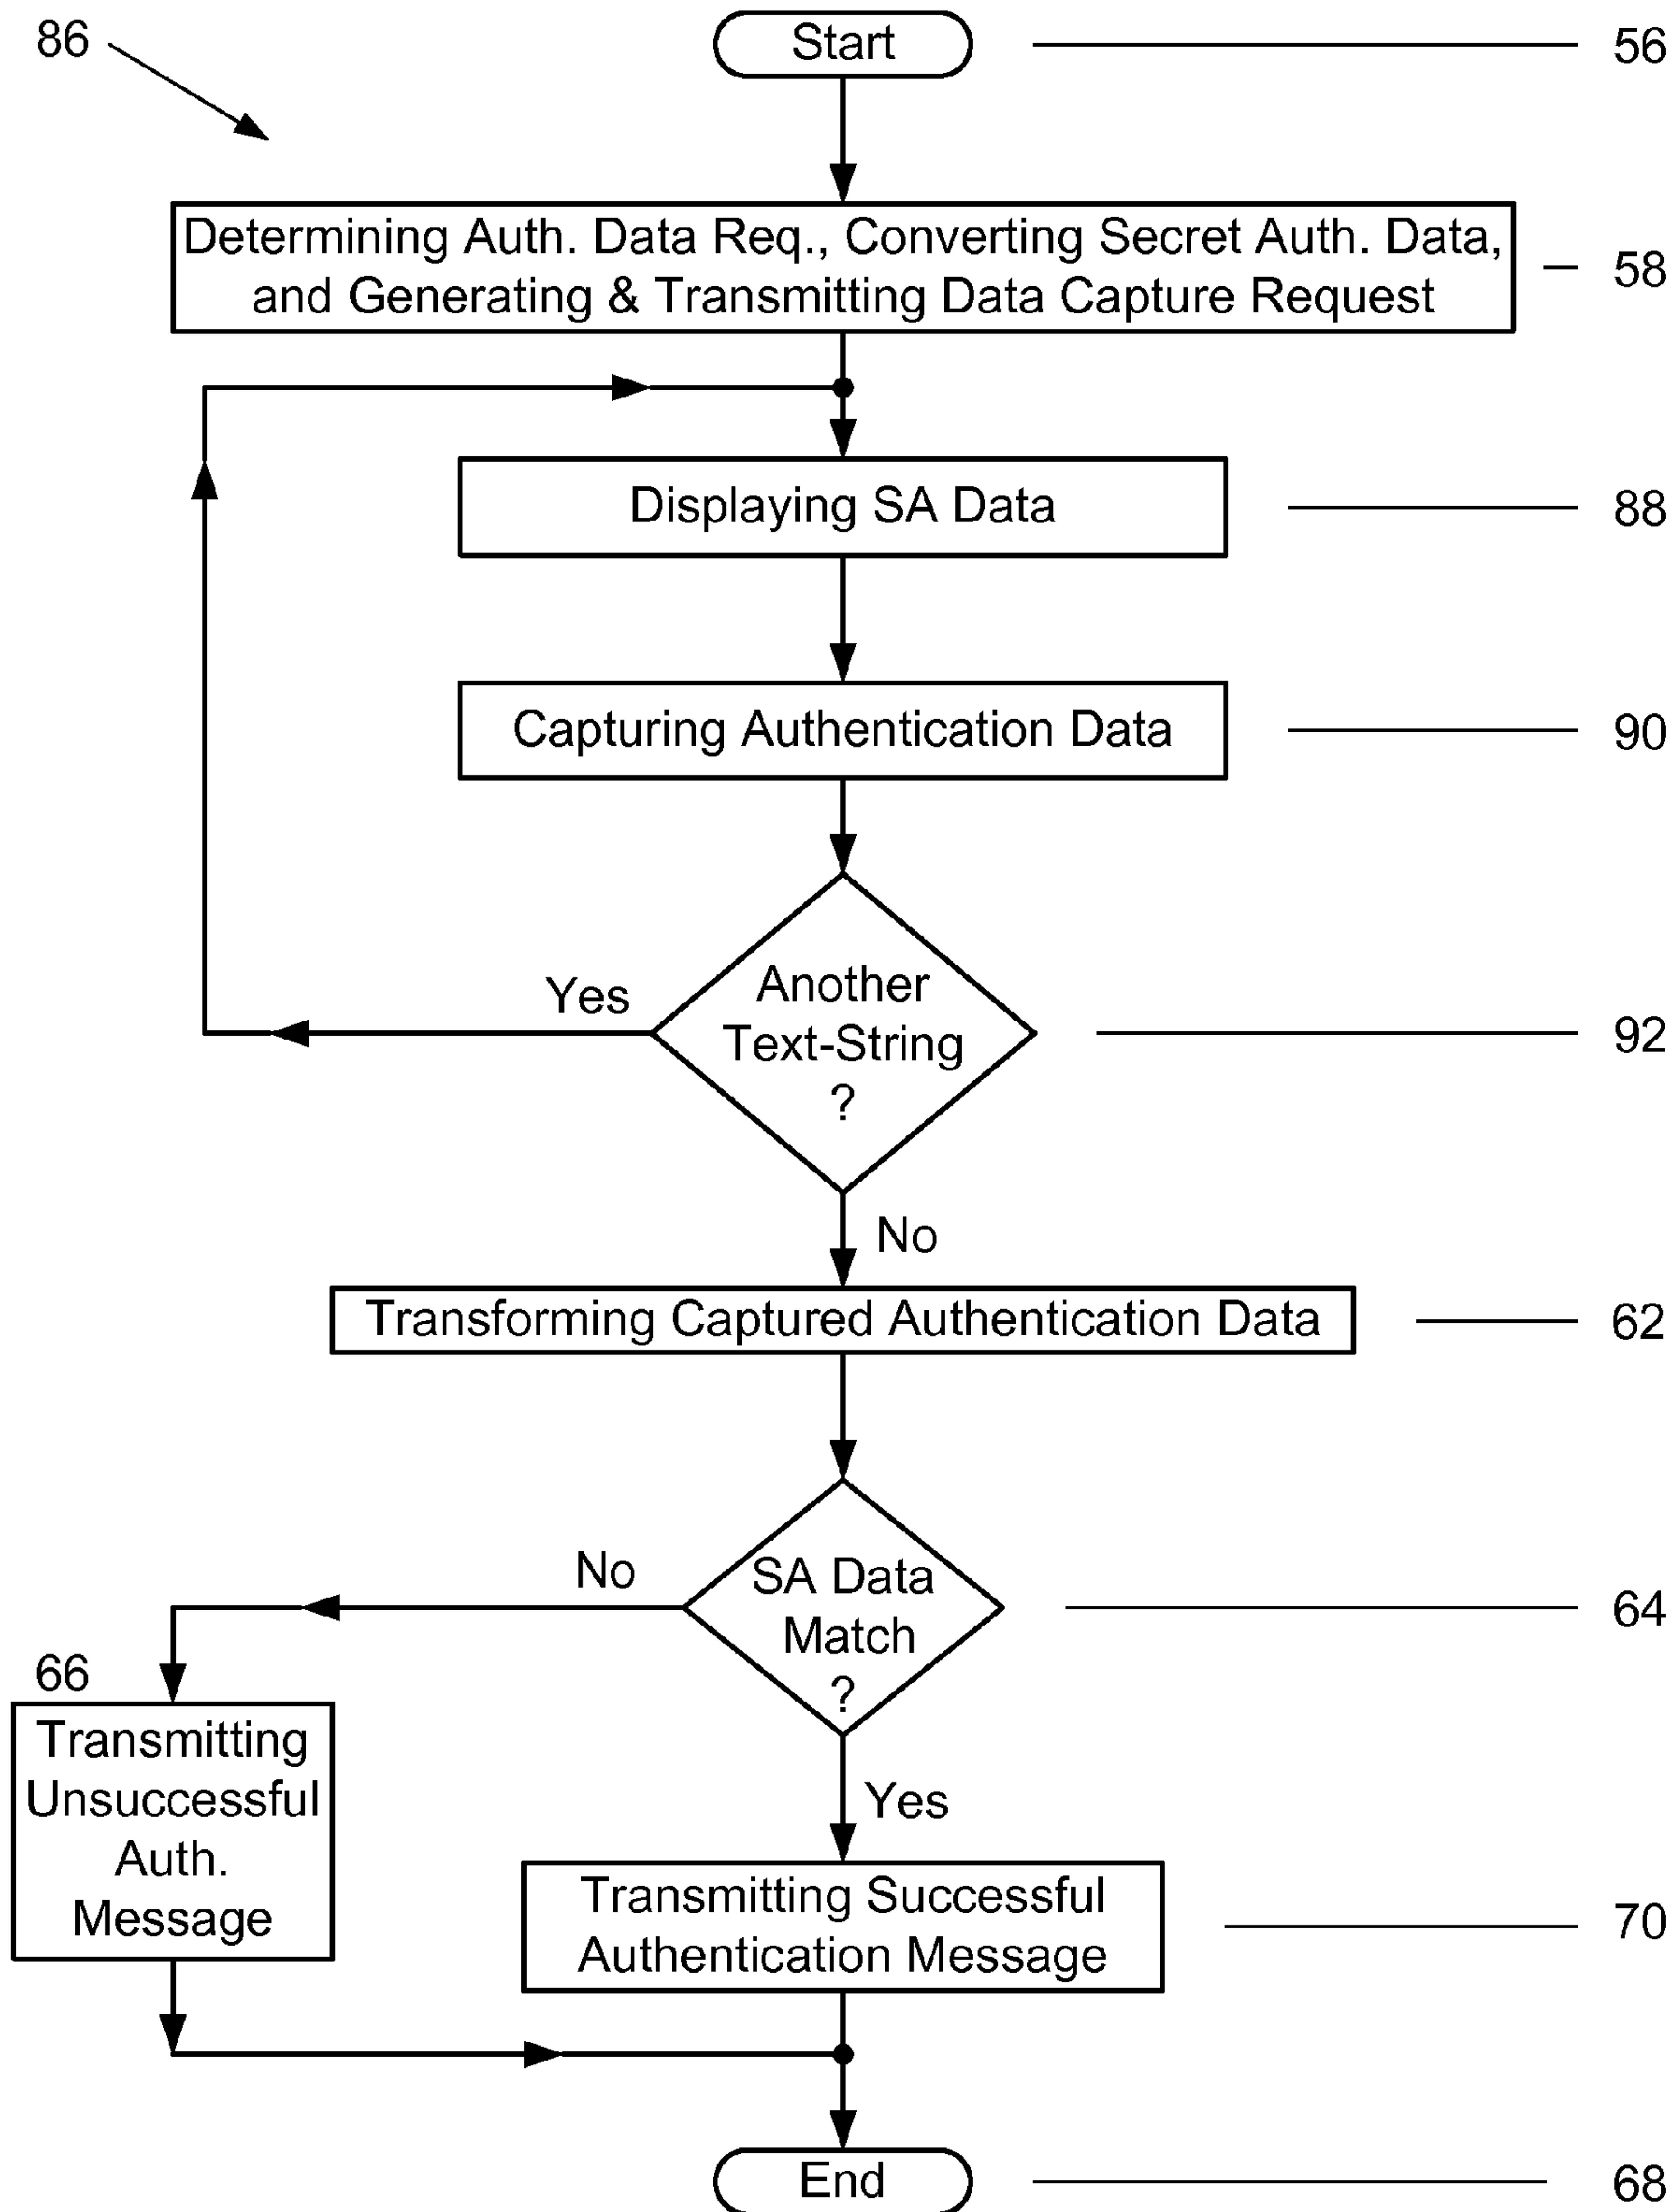 86
Start
56
Determining Auth. Data Req., Converting Secret Auth. Data,
and Generating & Transmitting Data Capture Request
58
Displaying SA Data
88
Capturing Authentication Data
90
Yes
Another
Text-String
?
92
No
Transforming Captured Authentication Data
62
No
SA Data
Match
?
64
66
Transmitting
Unsuccessful
Auth.
Message
Yes
Transmitting Successful
Authentication Message
70
End
68